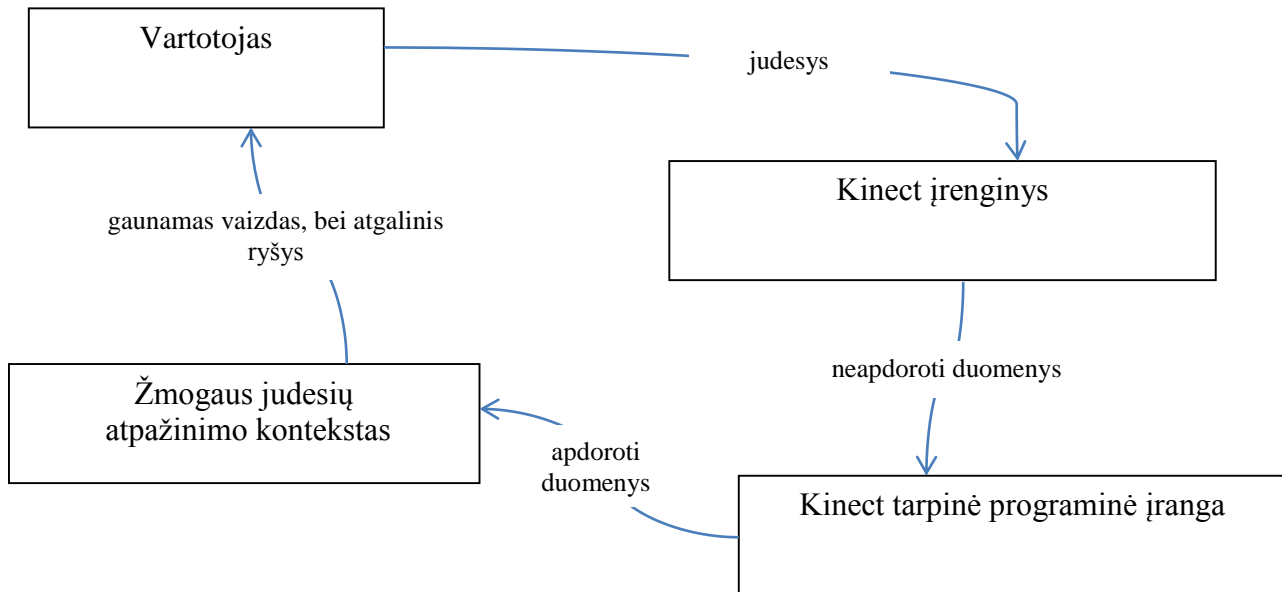 Vartotojas
judesys
Kinect įrenginys
gaunamas vaizdas, bei atgalinis
ryšys
neapdoroti duomenys
Žmogaus judesių
atpažinimo kontekstas
apdoroti
duomenys
Kinect tarpinė programinė įranga